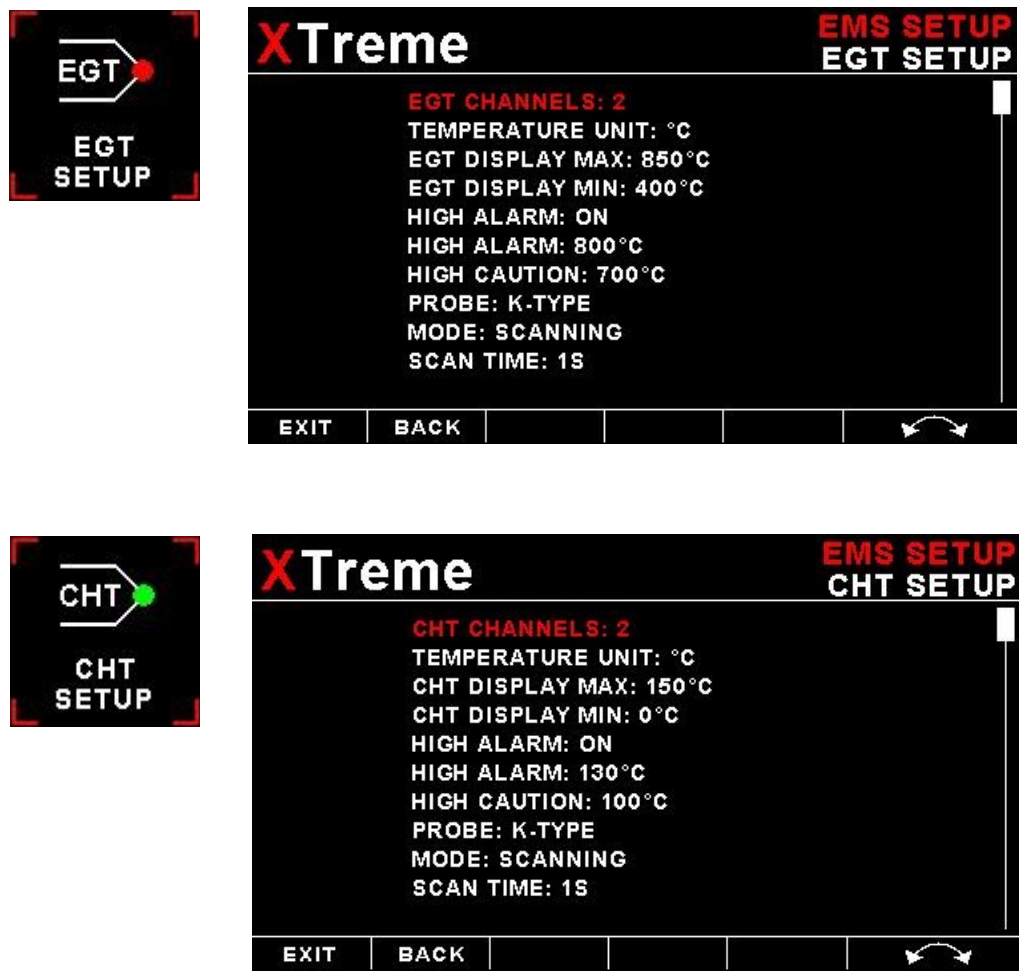 EGT
EGT
SETUP
XTreme
EMS SETUP
EGT SETUP
EGT CHANNELS: 2
TEMPERATURE UNIT: °C
EGT DISPLAY MAX: 850°C
EGT DISPLAY MIN: 400°C
HIGH ALARM: ON
HIGH ALARM: 800°C
HIGH CAUTION: 700°C
PROBE: K-TYPE
MODE: SCANNING
SCAN TIME: 1S
EXIT BACK
CHT
CHT
SETUP
XTreme
EMS SETUP
CHT SETUP
CHT CHANNELS: 2
TEMPERATURE UNIT: °C
CHT DISPLAY MAX: 150°C
CHT DISPLAY MIN: 0°C
HIGH ALARM: ON
HIGH ALARM: 130°C
HIGH CAUTION: 100°C
PROBE: K-TYPE
MODE: SCANNING
SCAN TIME: 1S
EXIT BACK